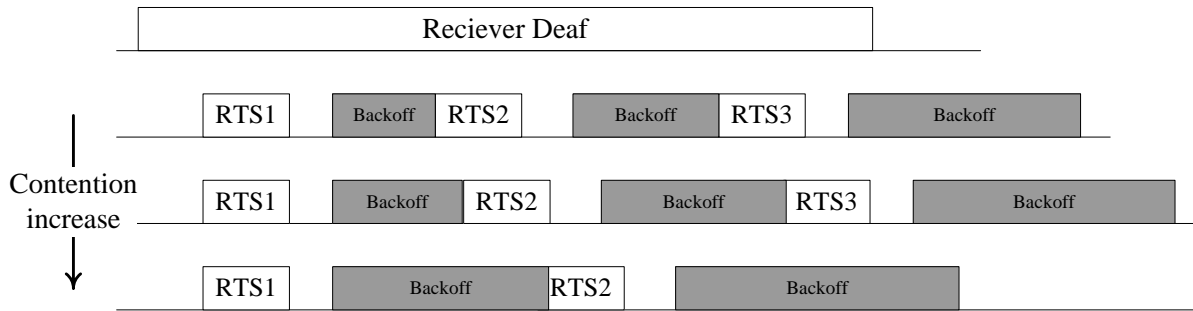 Reciever Deaf
RTS1 Backoff RTS2 Backoff RTS3 Backoff
Contention
increase
RTS1 Backoff RTS2 Backoff RTS3 Backoff
RTS1 Backoff RTS2 Backoff